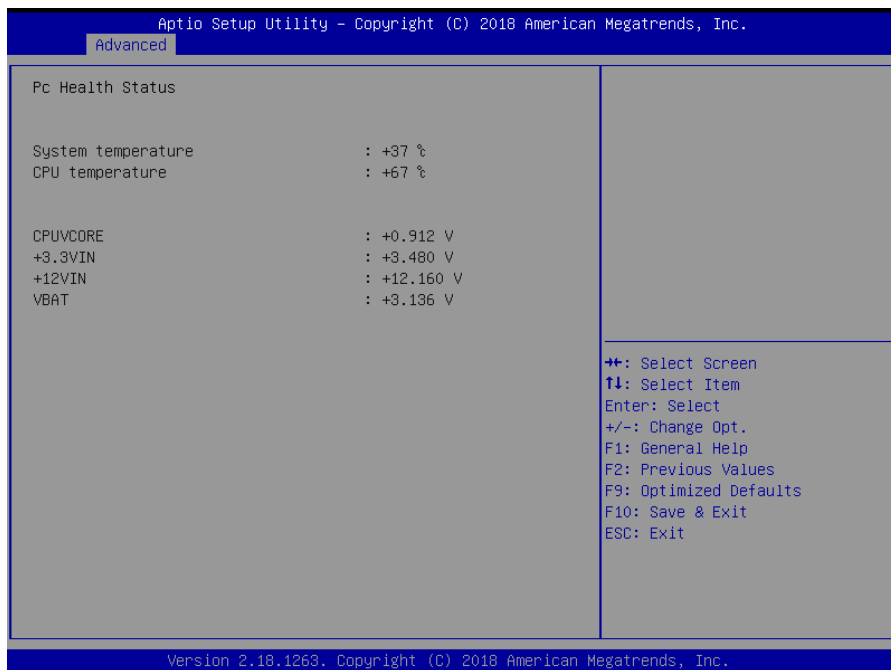 Aptio Setup Utility – Copyright (C) 2018 American Megatrends, Inc.
Advanced
Pc Health Status
System temperature : +37 ℃
CPU temperature : +67 ℃
CPUVCORE : +0.912 V
+3.3VIN : +3.480 V
+12VIN : +12.160 V
VBAT : +3.136 V
→←: Select Screen
↑↓: Select Item
Enter: Select
+/-: Change Opt.
F1: General Help
F2: Previous Values
F9: Optimized Defaults
F10: Save & Exit
ESC: Exit
Version 2.18.1263. Copyright (C) 2018 American Megatrends, Inc.